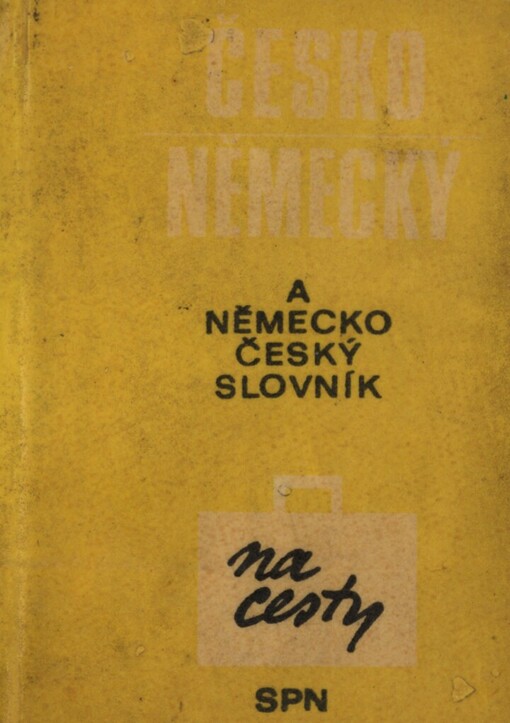 ČESKO
NĚMECKÝ
A
NĚMECKO
ČESKÝ
SLOVNÍK
na
cesty
SPN